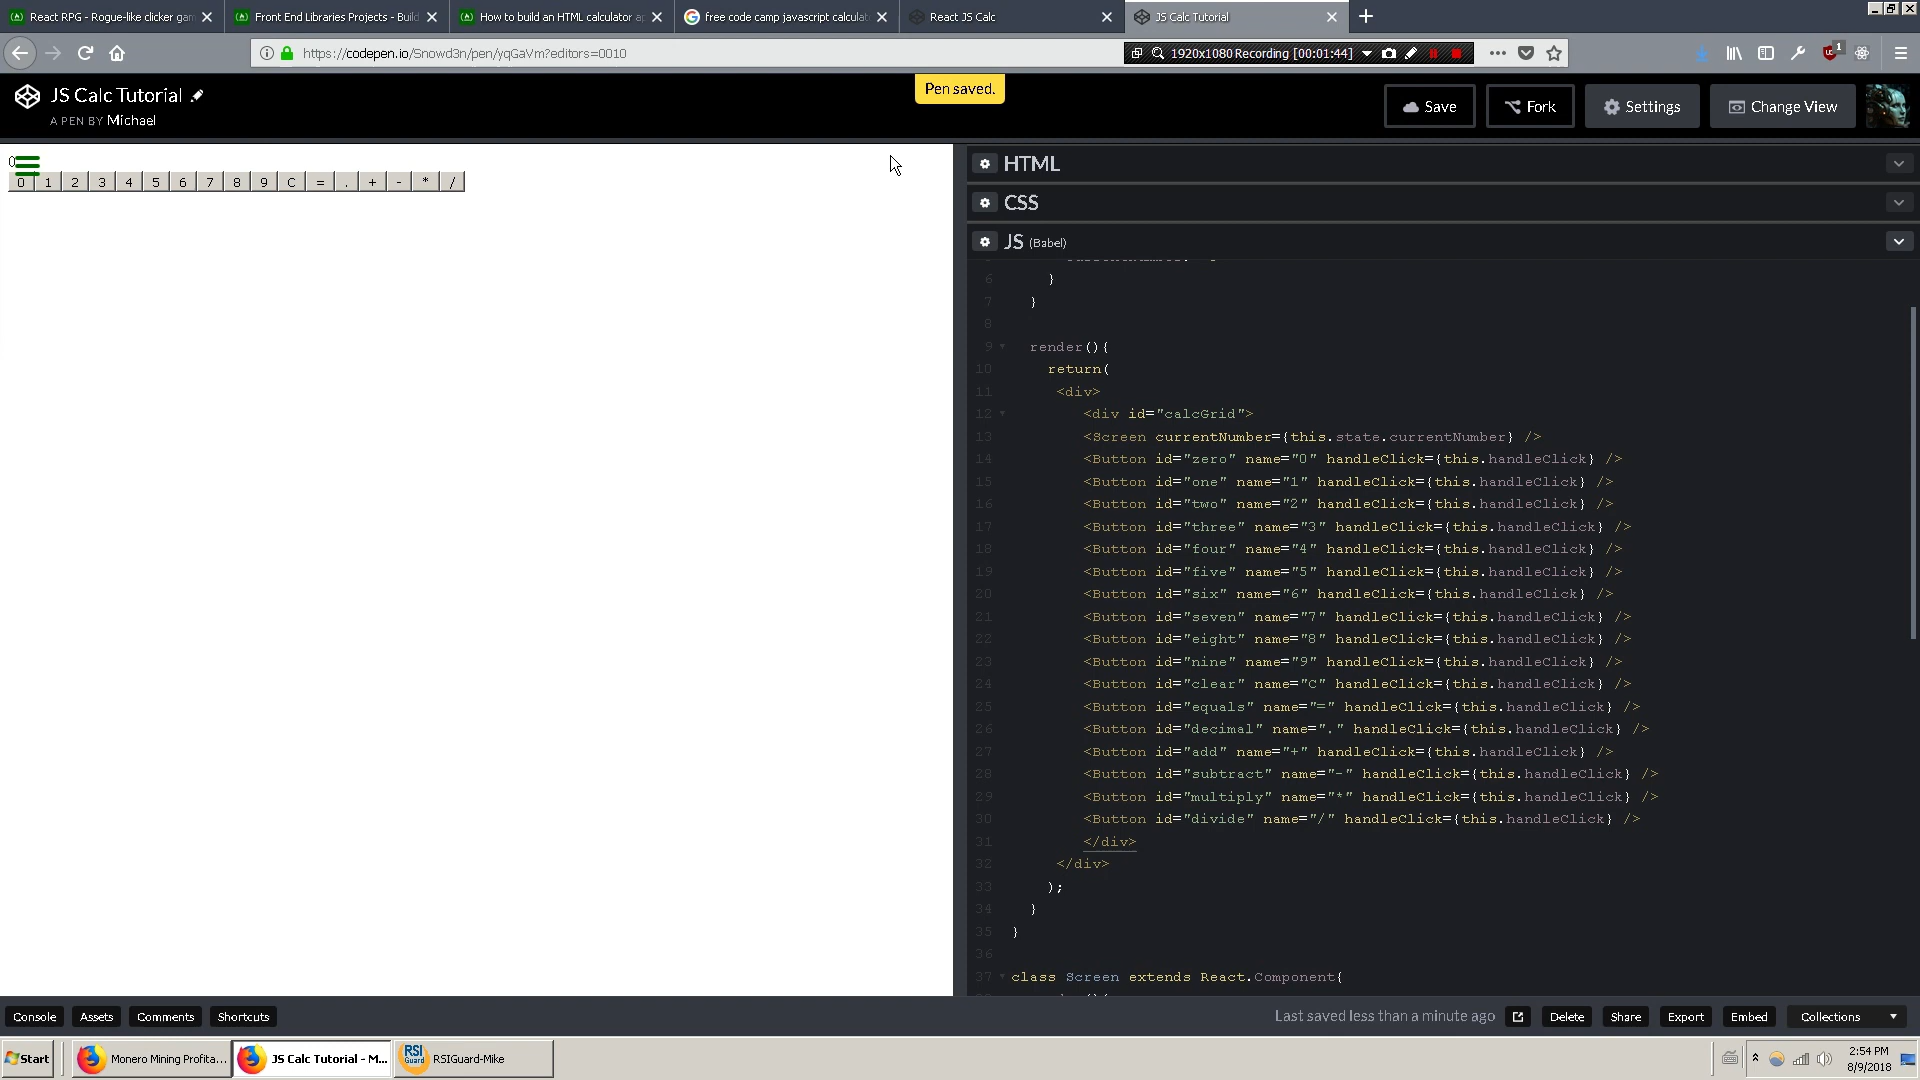 React RPG - Rogue-like clicker gam
Front End Libraries Projects - Build
How to build an HTML calculator ap
free code camp javascript calculat
React JS Calc
JS Calc Tutorial
https://codepen.io/Snowd3n/pen/yqGaVm?editors=0010
1920x1080 Recording [00:01:44]
1
JS Calc Tutorial
A PEN BY Michael
Pen saved.
Save
Fork
Settings
Change View
0
0 1 2 3 4 5 6 7 8 9 C = . + - * /
HTML
CSS
JS (Babel)
6 }
7 }
8
9 render(){
10 return(
11 <div>
12 <div id="calcGrid">
13 <Screen currentNumber={this.state.currentNumber} />
14 <Button id="zero" name="0" handleClick={this.handleClick} />
15 <Button id="one" name="1" handleClick={this.handleClick} />
16 <Button id="two" name="2" handleClick={this.handleClick} />
17 <Button id="three" name="3" handleClick={this.handleClick} />
18 <Button id="four" name="4" handleClick={this.handleClick} />
19 <Button id="five" name="5" handleClick={this.handleClick} />
20 <Button id="six" name="6" handleClick={this.handleClick} />
21 <Button id="seven" name="7" handleClick={this.handleClick} />
22 <Button id="eight" name="8" handleClick={this.handleClick} />
23 <Button id="nine" name="9" handleClick={this.handleClick} />
24 <Button id="clear" name="C" handleClick={this.handleClick} />
25 <Button id="equals" name="=" handleClick={this.handleClick} />
26 <Button id="decimal" name="." handleClick={this.handleClick} />
27 <Button id="add" name="+" handleClick={this.handleClick} />
28 <Button id="subtract" name="-" handleClick={this.handleClick} />
29 <Button id="multiply" name="*" handleClick={this.handleClick} />
30 <Button id="divide" name="/" handleClick={this.handleClick} />
31 </div>
32 </div>
33 );
34 }
35 }
36
37 class Screen extends React.Component{
Console
Assets
Comments
Shortcuts
Last saved less than a minute ago
Delete
Share
Export
Embed
Collections
Start
Monero Mining Profita...
JS Calc Tutorial - M...
RSI Guard
RSIGuard-Mike
2:54 PM
8/9/2018